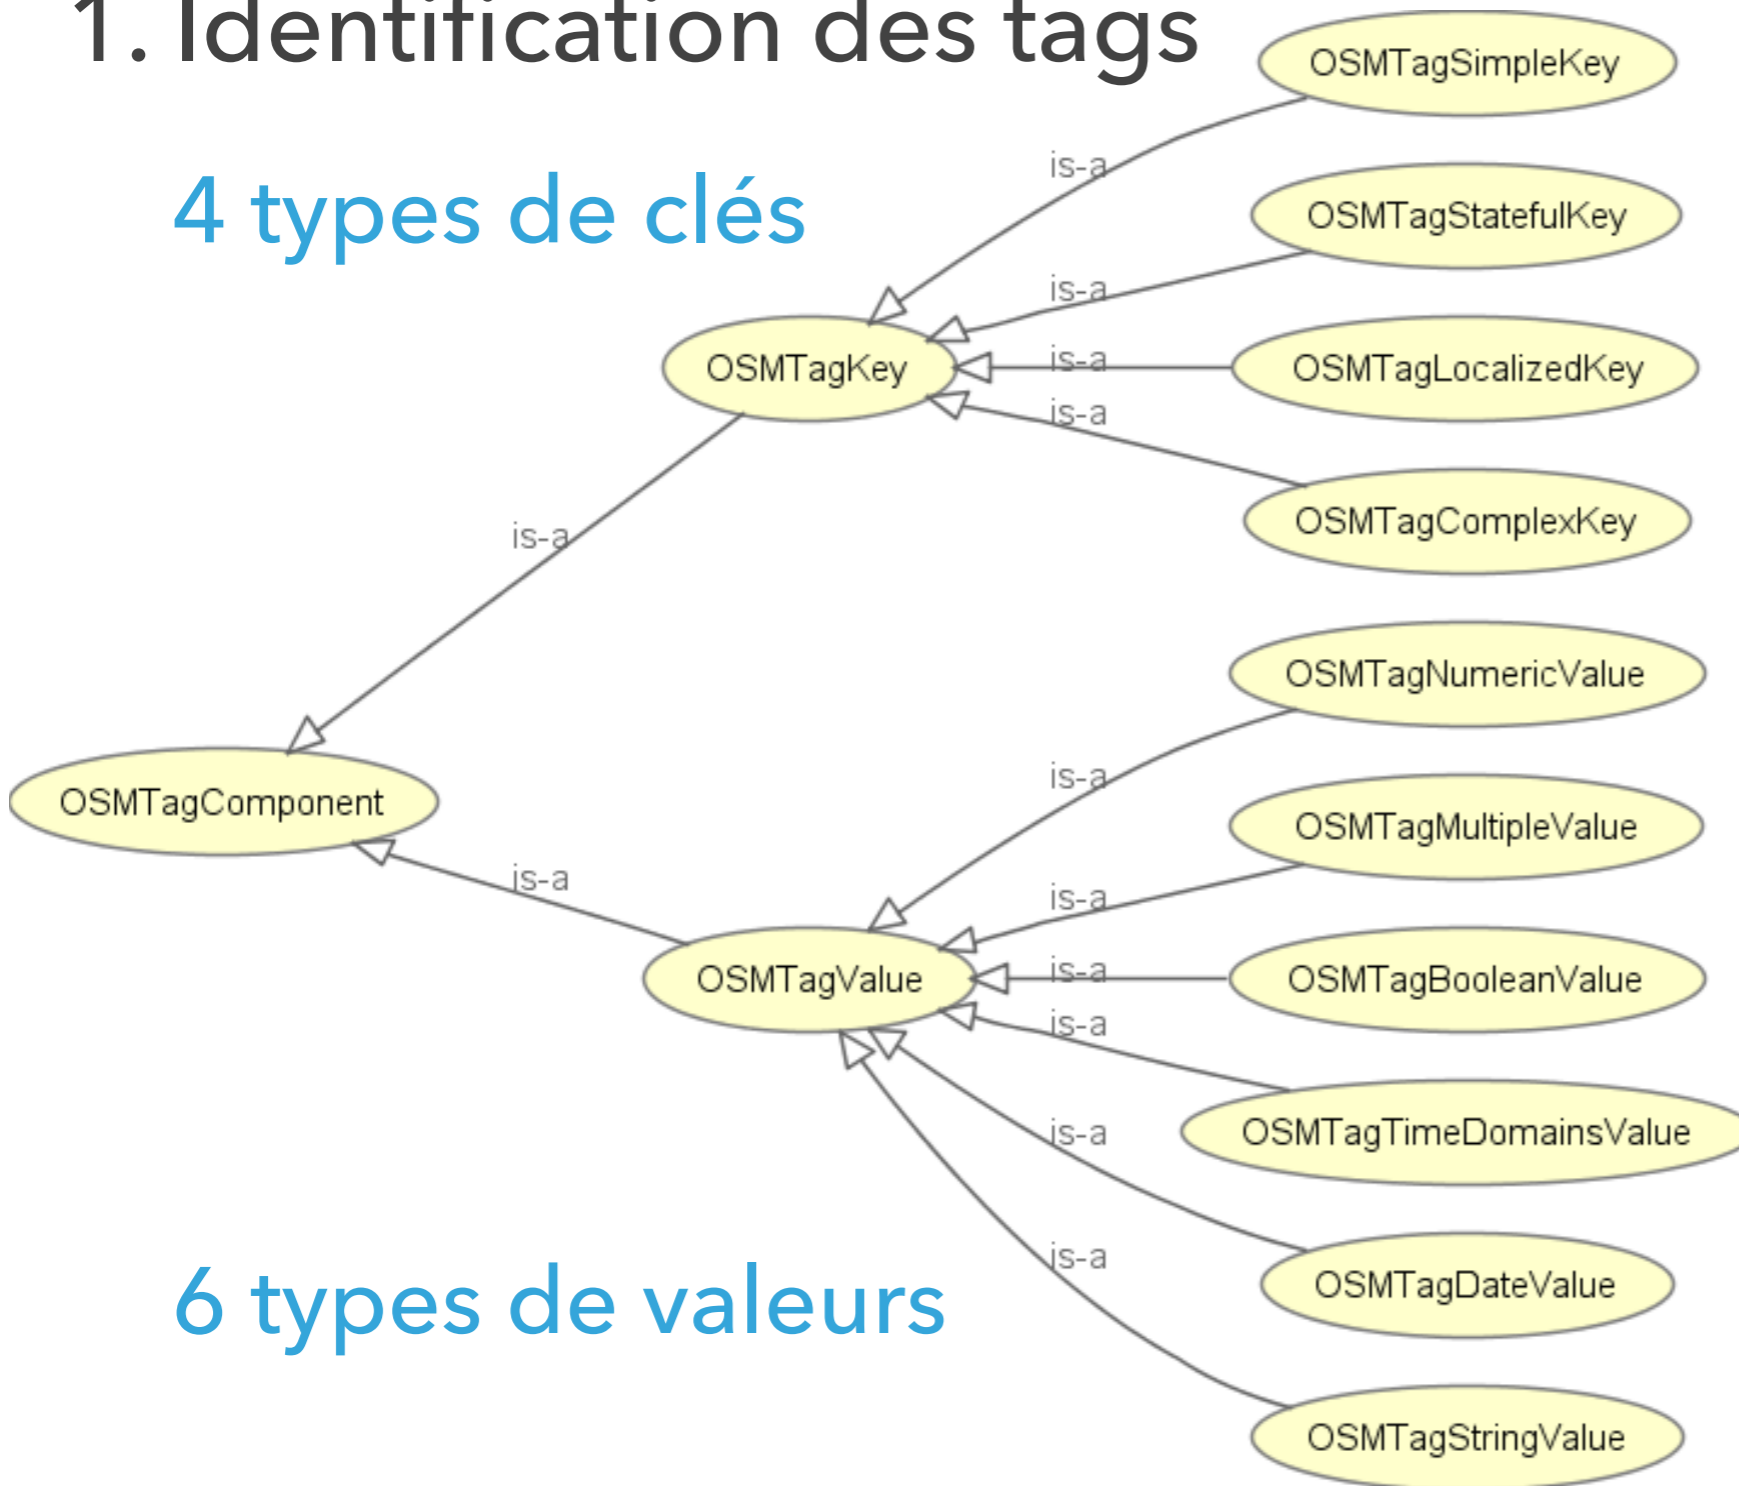 1. Identification des tags
OSMTagSimpleKey
is-a
4 types de clés
OSMTagStatefulKey
is-a
OSMTagKey
is-a
OSMTagLocalizedKey
is-a
OSMTagComplexKey
is-a
OSMTagNumericValue
is-a
OSMTagComponent
OSMTagMultipleValue
is-a
is-a
OSMTagValue
is-a
OSMTagBooleanValue
is-a
OSMTagTimeDomainsValue
is-a
is-a
6 types de valeurs
OSMTagDateValue
OSMTagStringValue